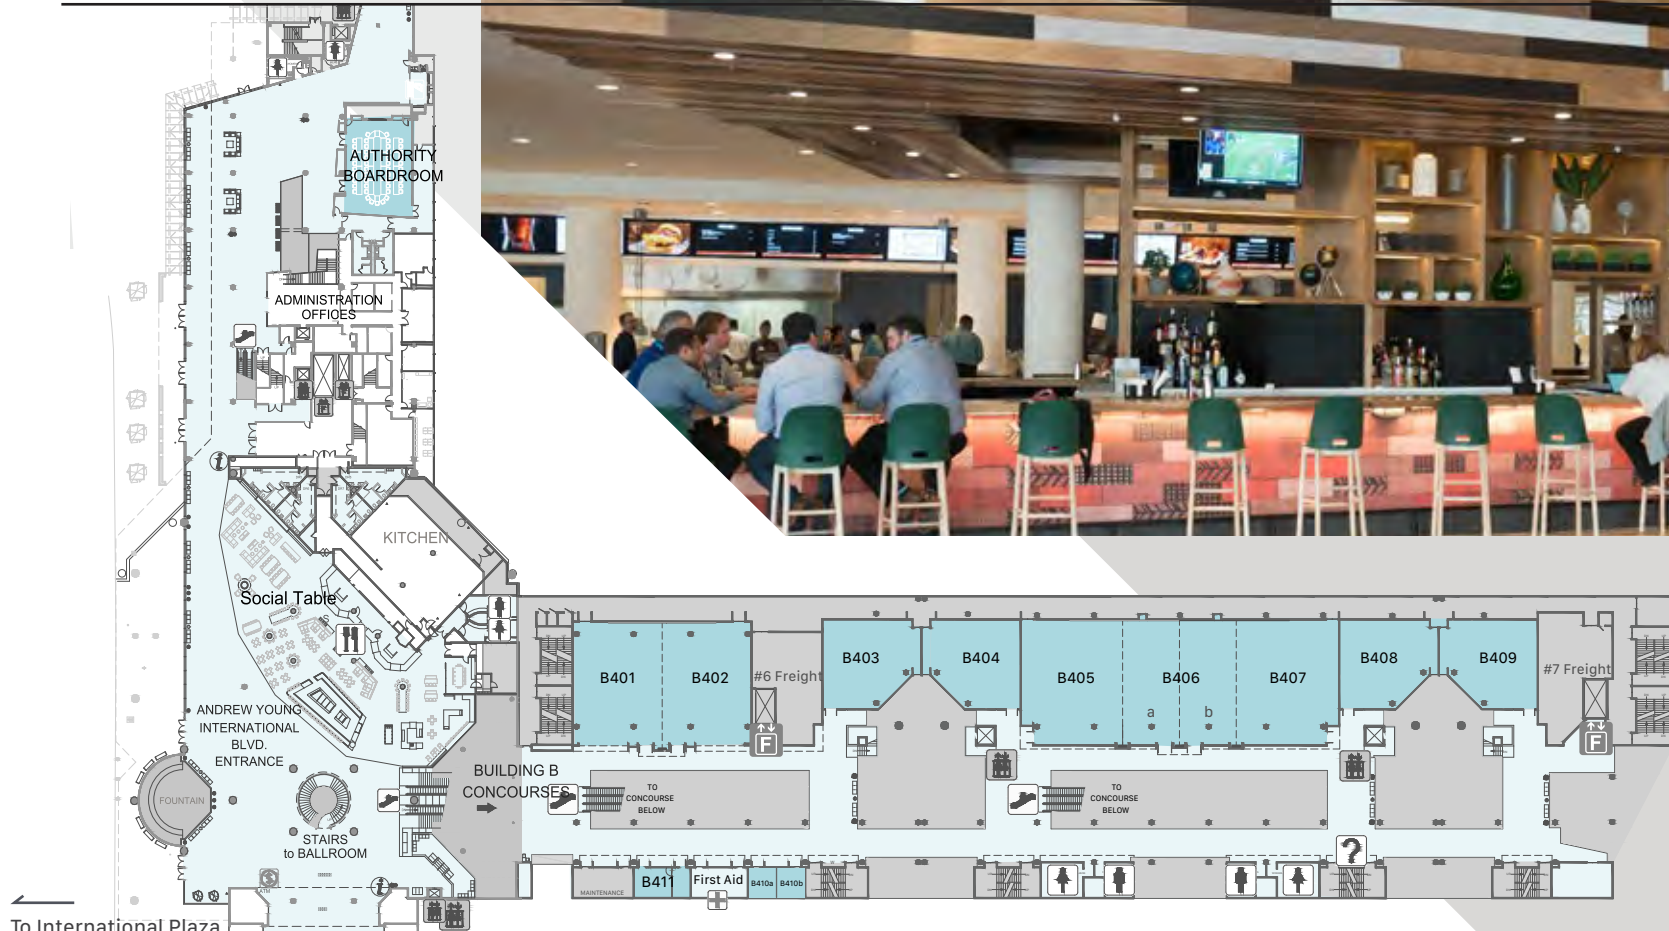 AUTHORITY
BOARDROOM
ADMINISTRATION
OFFICES
KITCHEN
Social Table
ANDREW YOUNG
INTERNATIONAL
BLVD.
ENTRANCE
FOUNTAIN
STAIRS
to BALLROOM
ATM
BUILDING B
CONCOURSES
B401
B402
#6 Freight
F
B403
B404
B405
B406
a
b
B407
B408
B409
#7 Freight
F
TO
CONCOURSE
BELOW
TO
CONCOURSE
BELOW
?
MAINTENANCE
B411
First Aid
B410a
B410b
To International Plaza